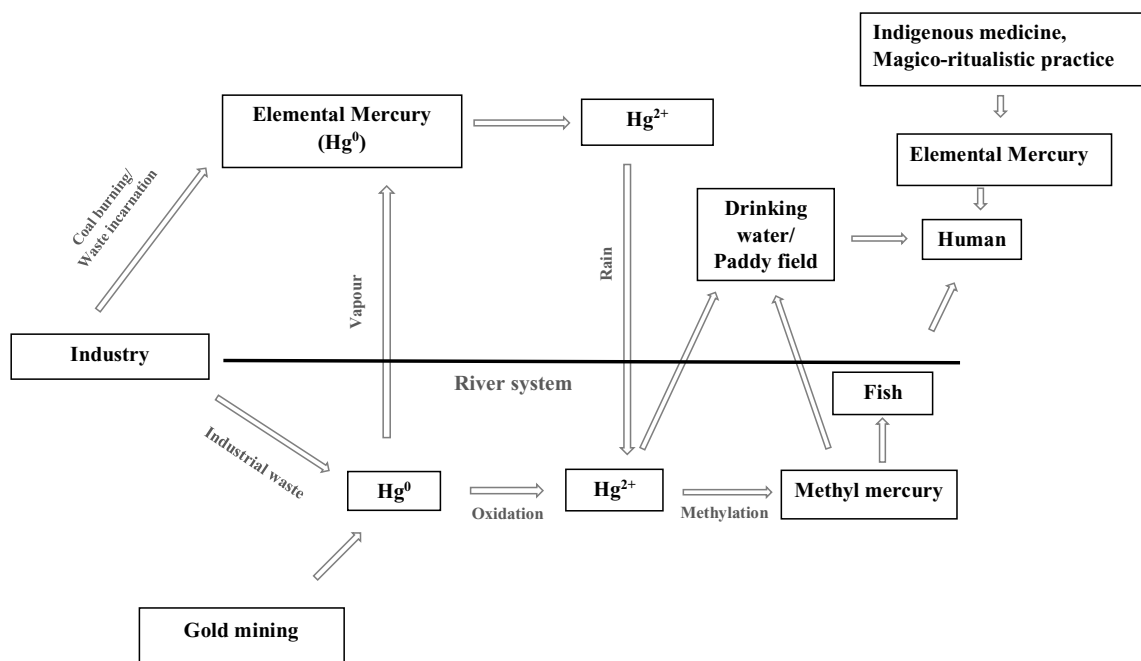 Indigenous medicine,
Magico-ritualistic practice
Elemental Mercury
(Hg⁰)
Hg²⁺
Elemental Mercury
Coal burning/
Waste incarnation
Drinking
water/
Paddy field
Human
Vapour
Rain
Industry
River system
Fish
Industrial waste
Hg⁰
Oxidation
Hg²⁺
Methylation
Methyl mercury
Gold mining